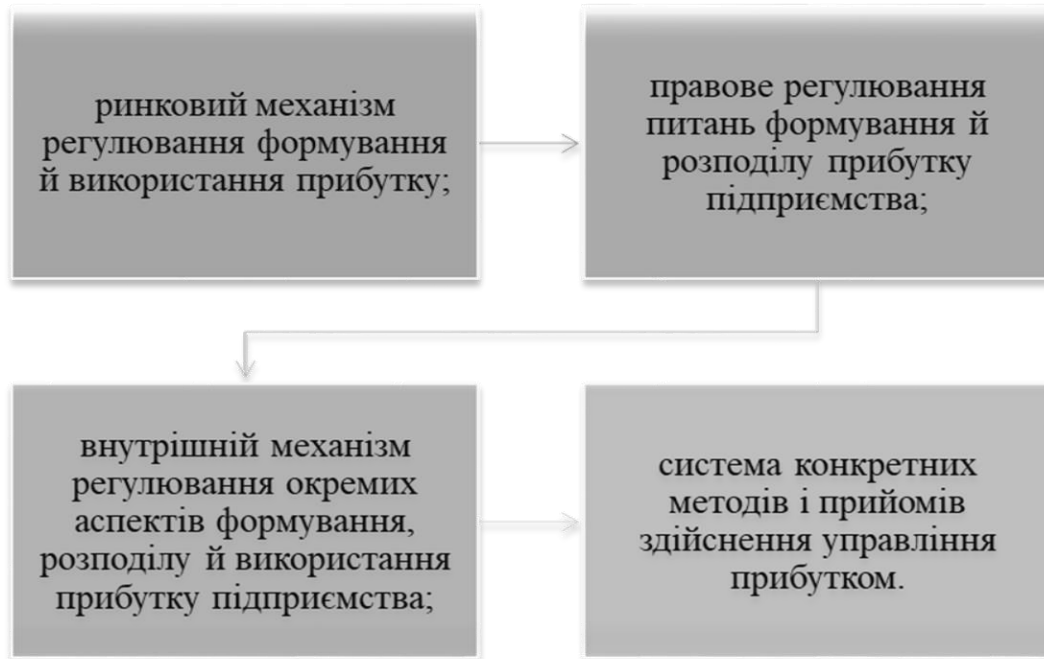 ринковий механізм
регулювання формування
й використання прибутку;
правове регулювання
питань формування й
розподілу прибутку
підприємства;
внутрішній механізм
регулювання окремих
аспектів формування,
розподілу й використання
прибутку підприємства;
система конкретних
методів і прийомів
здійснення управління
прибутком.